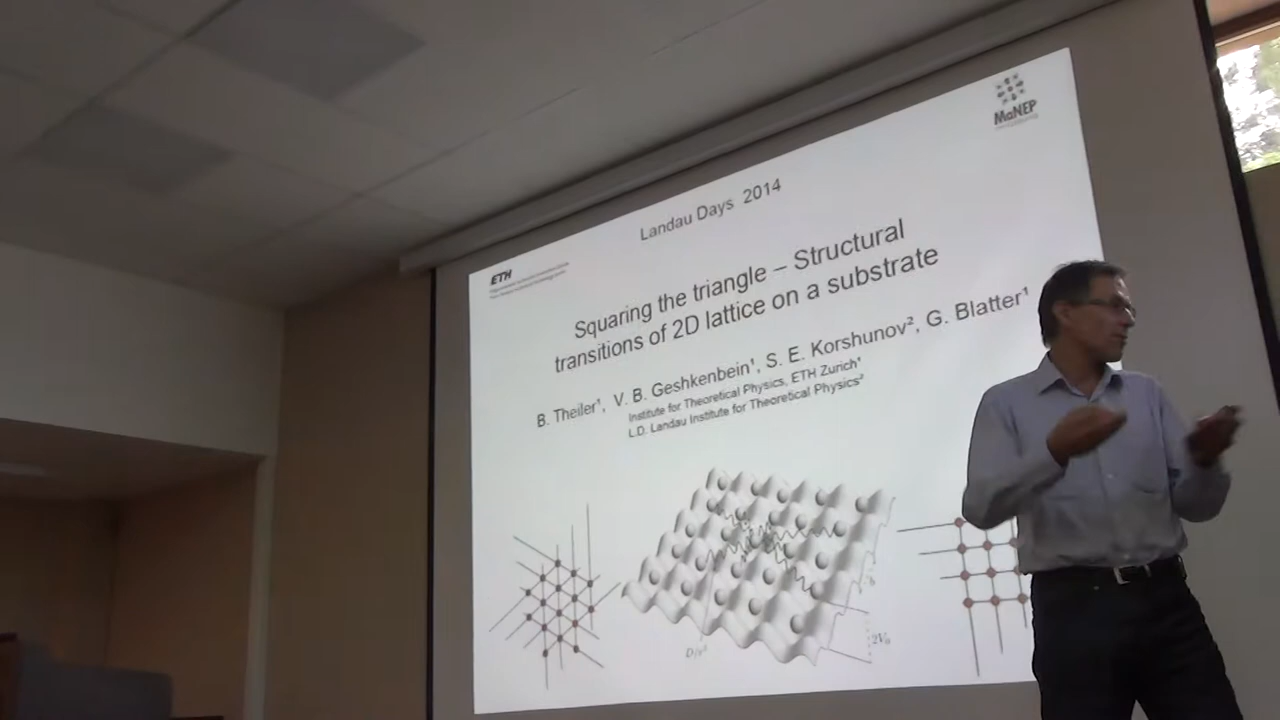 MaNEP
Landau Days 2014
ETH
Squaring the triangle – Structural
transitions of 2D lattice on a substrate
B. Theiler¹, V. B. Geshkenbein¹, S. E. Korshunov², G. Blatter¹
Institute for Theoretical Physics, ETH Zurich¹
L.D. Landau Institute for Theoretical Physics²
b
2V₀